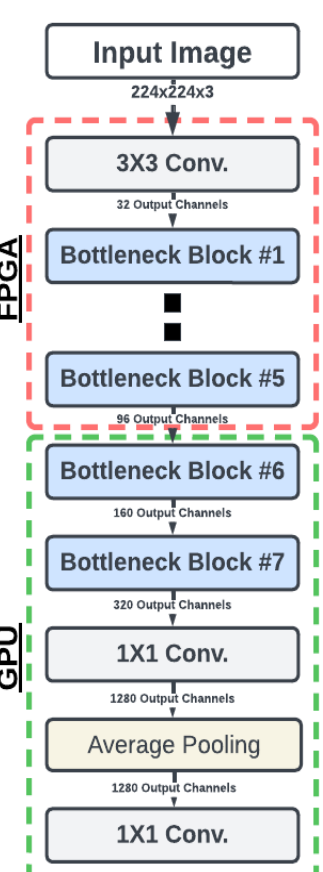 Input Image
224x224x3
3X3 Conv.
32 Output Channels
Bottleneck Block #1
FPGA
Bottleneck Block #5
96 Output Channels
Bottleneck Block #6
160 Output Channels
Bottleneck Block #7
320 Output Channels
GPU
1X1 Conv.
1280 Output Channels
Average Pooling
1280 Output Channels
1X1 Conv.